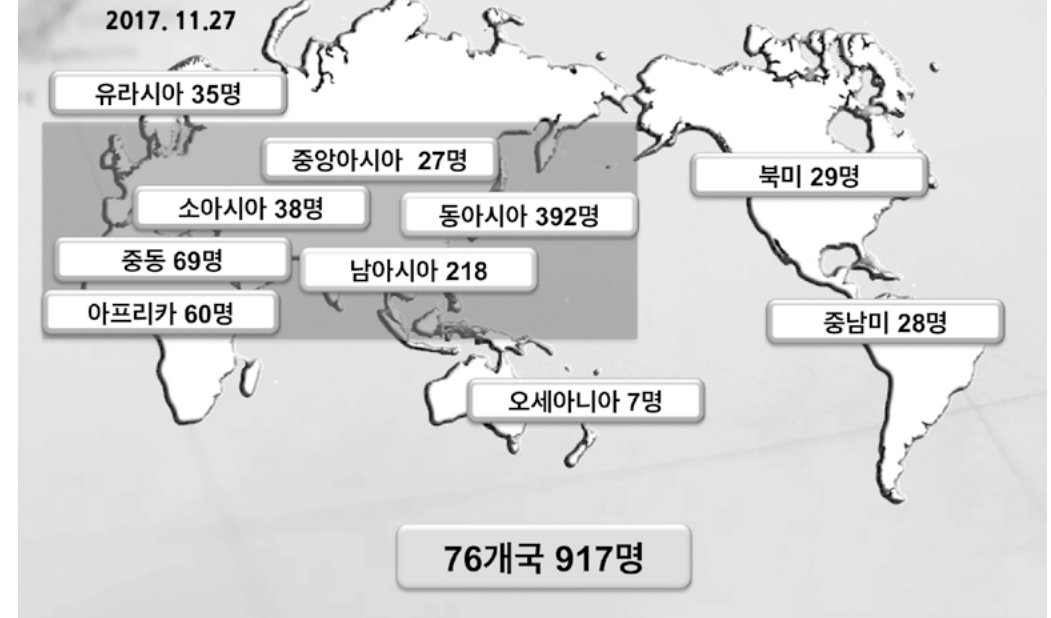 2017. 11.27
유라시아 35명
중앙아시아 27명
북미 29명
소아시아 38명
동아시아 392명
중동 69명
남아시아 218
아프리카 60명
중남미 28명
오세아니아 7명
76개국 917명